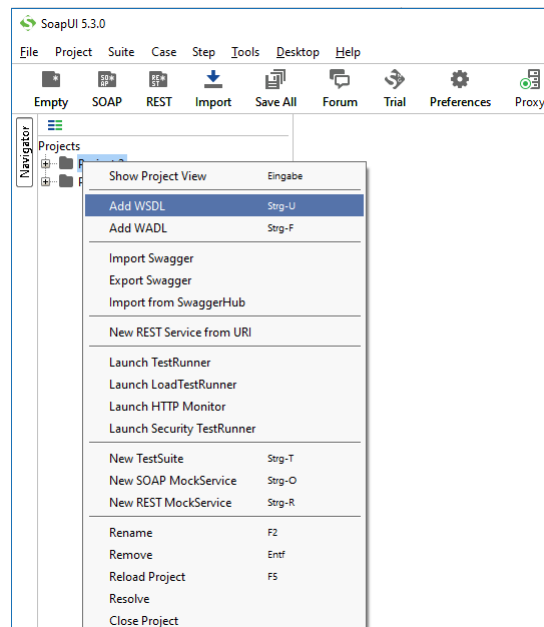 SoapUI 5.3.0
File Project Suite Case Step Tools Desktop Help
Empty SOAP REST Import Save All Forum Trial Preferences Proxy
Navigator
Projects
Show Project View Eingabe
Add WSDL Strg-U
Add WADL Strg-F
Import Swagger
Export Swagger
Import from SwaggerHub
New REST Service from URI
Launch TestRunner
Launch LoadTestRunner
Launch HTTP Monitor
Launch Security TestRunner
New TestSuite Strg-T
New SOAP MockService Strg-O
New REST MockService Strg-R
Rename F2
Remove Entf
Reload Project F5
Resolve
Close Project